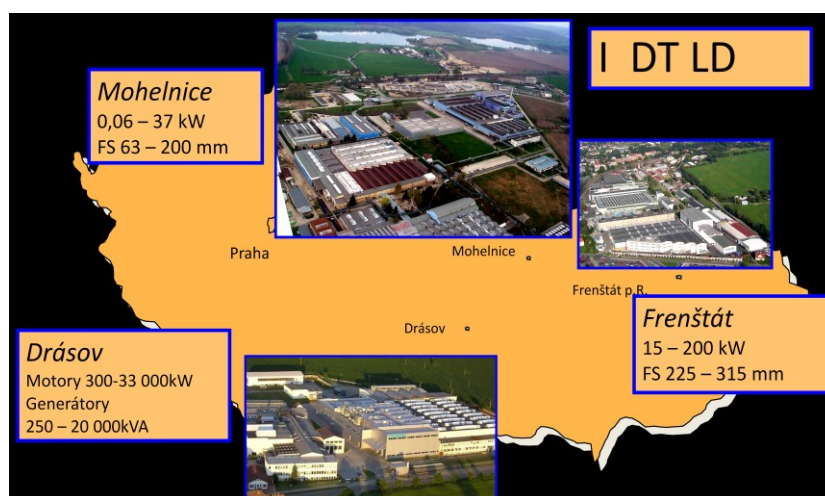 I DT LD
Mohelnice
0,06 – 37 kW
FS 63 – 200 mm
Praha
Mohelnice
Frenštát p.R.
Drásov
Frenštát
15 – 200 kW
FS 225 – 315 mm
Drásov
Motory 300-33 000kW
Generátory
250 – 20 000kVA